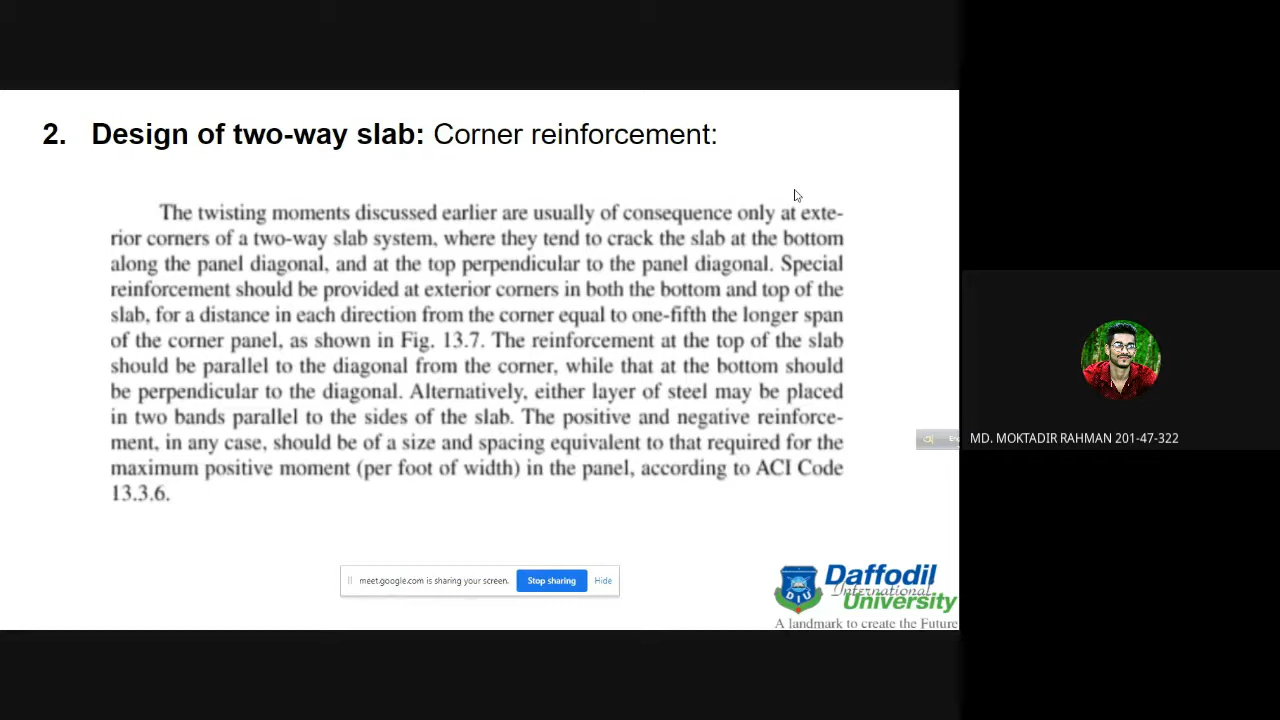 2. Design of two-way slab: Corner reinforcement:
The twisting moments discussed earlier are usually of consequence only at exte-
rior corners of a two-way slab system, where they tend to crack the slab at the bottom
along the panel diagonal, and at the top perpendicular to the panel diagonal. Special
reinforcement should be provided at exterior corners in both the bottom and top of the
slab, for a distance in each direction from the corner equal to one-fifth the longer span
of the corner panel, as shown in Fig. 13.7. The reinforcement at the top of the slab
should be parallel to the diagonal from the corner, while that at the bottom should
be perpendicular to the diagonal. Alternatively, either layer of steel may be placed
in two bands parallel to the sides of the slab. The positive and negative reinforce-
ment, in any case, should be of a size and spacing equivalent to that required for the
maximum positive moment (per foot of width) in the panel, according to ACI Code
13.3.6.
meet.google.com is sharing your screen. Stop sharing Hide
DIU
Daffodil
International
University
A landmark to create the Future
MD. MOKTADIR RAHMAN 201-47-322